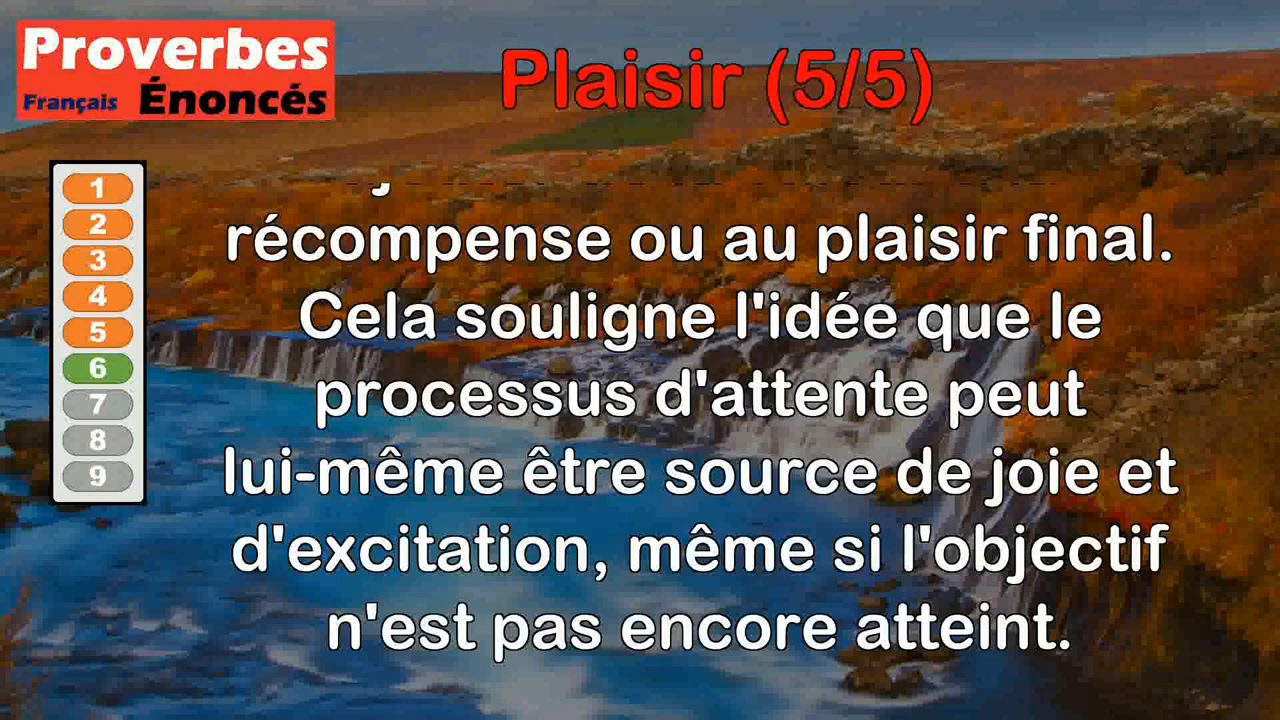 Proverbes
Français Énoncés
Plaisir (5/5)
1
2
3
4
5
6
7
8
9
récompense ou au plaisir final.
Cela souligne l'idée que le
processus d'attente peut
lui-même être source de joie et
d'excitation, même si l'objectif
n'est pas encore atteint.